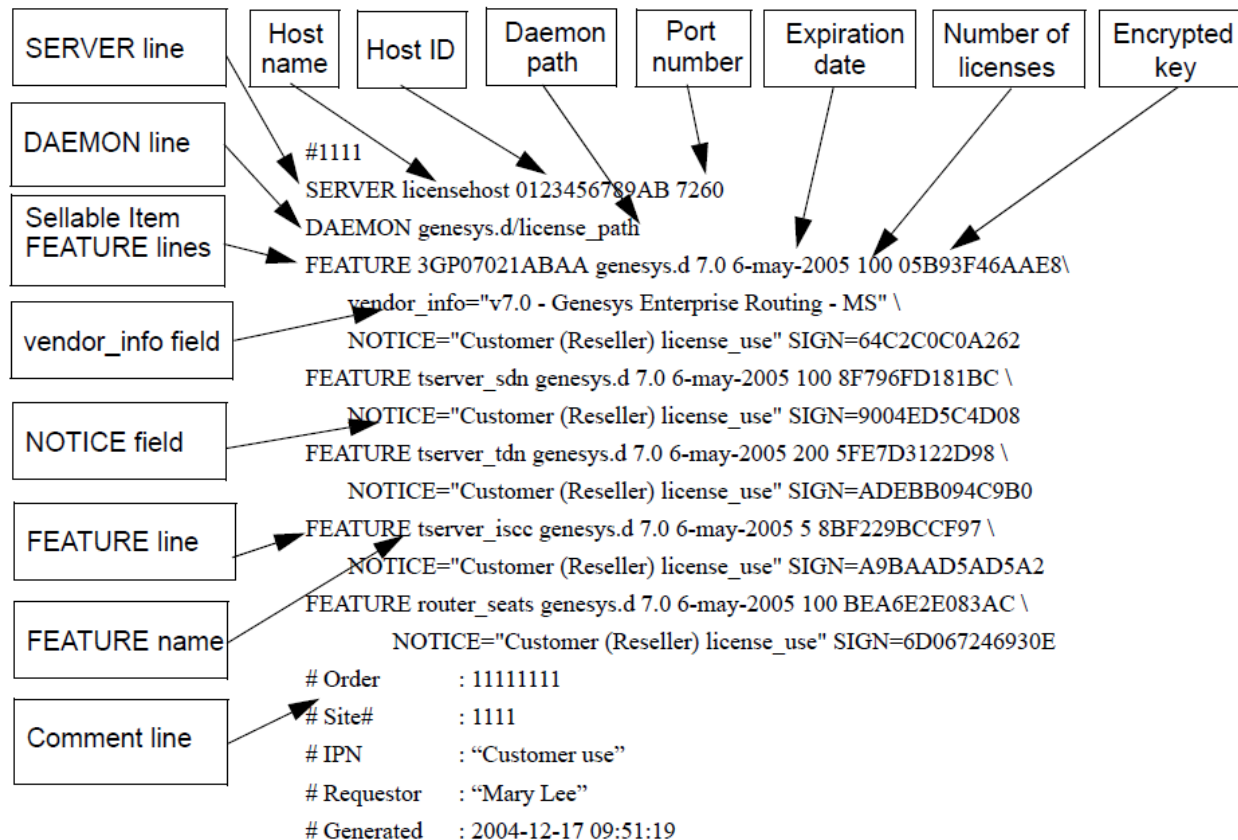 SERVER line
Host
name
Host ID
Daemon
path
Port
number
Expiration
date
Number of
licenses
Encrypted
key
DAEMON line
Sellable Item
FEATURE lines
vendor_info field
NOTICE field
FEATURE line
FEATURE name
Comment line
#1111
SERVER licensehost 0123456789AB 7260
DAEMON genesys.d/license_path
FEATURE 3GP07021ABAA genesys.d 7.0 6-may-2005 100 05B93F46AAE8\
vendor_info="v7.0 - Genesys Enterprise Routing - MS" \
NOTICE="Customer (Reseller) license_use" SIGN=64C2C0C0A262
FEATURE tserver_sdn genesys.d 7.0 6-may-2005 100 8F796FD181BC \
NOTICE="Customer (Reseller) license_use" SIGN=9004ED5C4D08
FEATURE tserver_tdn genesys.d 7.0 6-may-2005 200 5FE7D3122D98 \
NOTICE="Customer (Reseller) license_use" SIGN=ADEBB094C9B0
FEATURE tserver_iscc genesys.d 7.0 6-may-2005 5 8BF229BCCF97 \
NOTICE="Customer (Reseller) license_use" SIGN=A9BAAD5AD5A2
FEATURE router_seats genesys.d 7.0 6-may-2005 100 BEA6E2E083AC \
NOTICE="Customer (Reseller) license_use" SIGN=6D067246930E
# Order : 11111111
# Site# : 1111
# IPN : “Customer use”
# Requestor : “Mary Lee”
# Generated : 2004-12-17 09:51:19